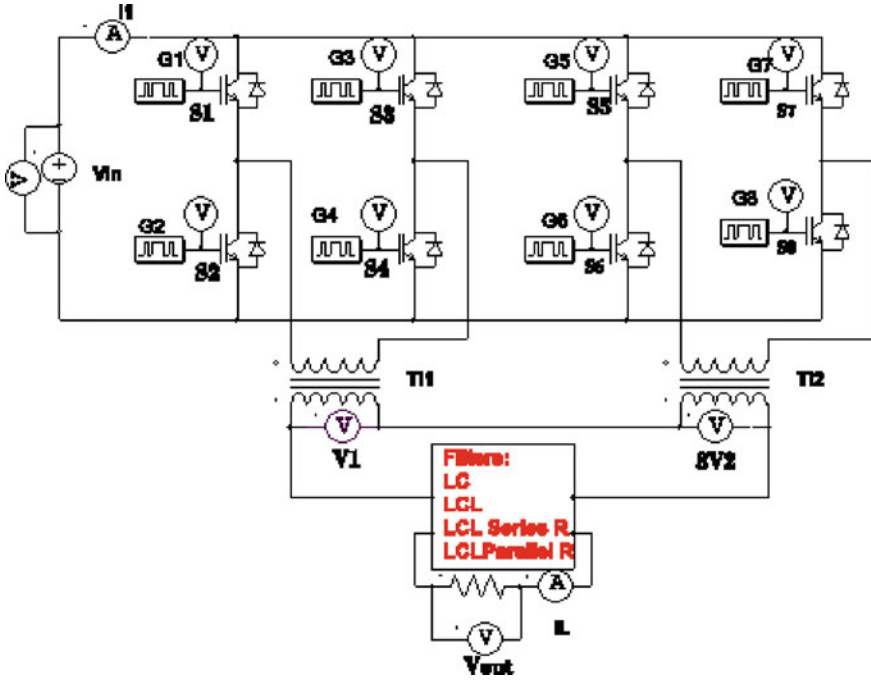 I1
A
G1 V
G3 V
G5 V
G7 V
S1
S3
S5
S7
V
Vin
G2 V
G4 V
G6 V
G8 V
S2
S4
S6
S8
TI1
TI2
V
V
V1
SV2
Filters:
LC
LCL
LCL Series R
LCLParallel R
A
IL
V
Vout